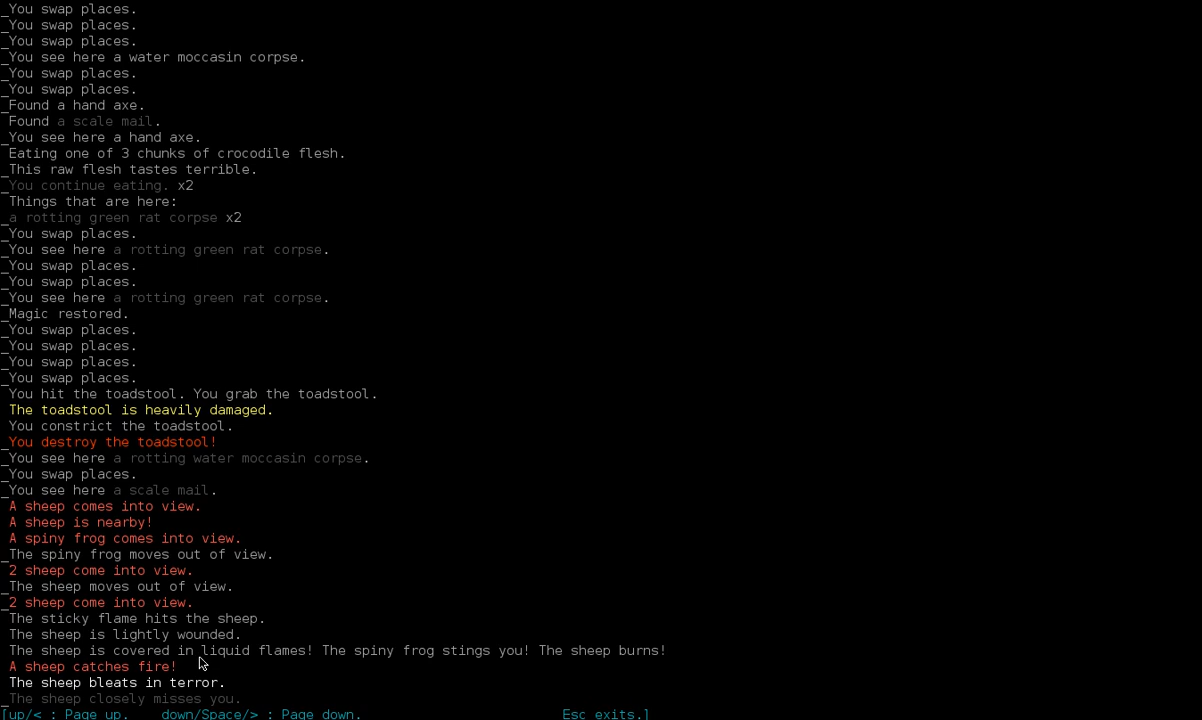 _You swap places.
_You swap places.
_You swap places.
_You see here a water moccasin corpse.
_You swap places.
_You swap places.
_Found a hand axe.
Found a scale mail.
_You see here a hand axe.
Eating one of 3 chunks of crocodile flesh.
_This raw flesh tastes terrible.
_You continue eating. x2
Things that are here:
_a rotting green rat corpse x2
_You swap places.
_You see here a rotting green rat corpse.
_You swap places.
_You swap places.
_You see here a rotting green rat corpse.
_Magic restored.
_You swap places.
_You swap places.
_You swap places.
_You swap places.
You hit the toadstool. You grab the toadstool.
The toadstool is heavily damaged.
You constrict the toadstool.
_You destroy the toadstool!
_You see here a rotting water moccasin corpse.
_You swap places.
_You see here a scale mail.
A sheep comes into view.
A sheep is nearby!
A spiny frog comes into view.
_The spiny frog moves out of view.
2 sheep come into view.
_The sheep moves out of view.
_2 sheep come into view.
The sticky flame hits the sheep.
The sheep is lightly wounded.
The sheep is covered in liquid flames! The spiny frog stings you! The sheep burns!
A sheep catches fire!
The sheep bleats in terror.
_The sheep closely misses you.
[up/< : Page up.    down/Space/> : Page down.                         Esc exits.]